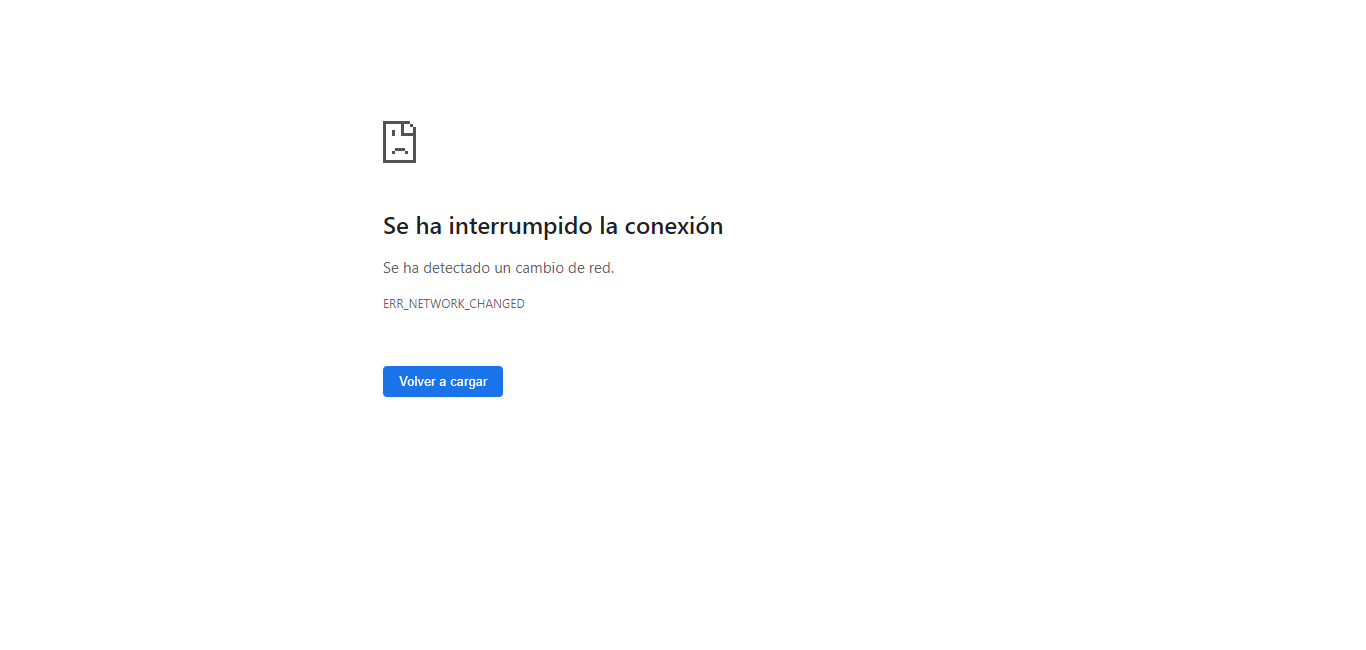 Se ha interrumpido la conexión
Se ha detectado un cambio de red.
ERR_NETWORK_CHANGED
Volver a cargar